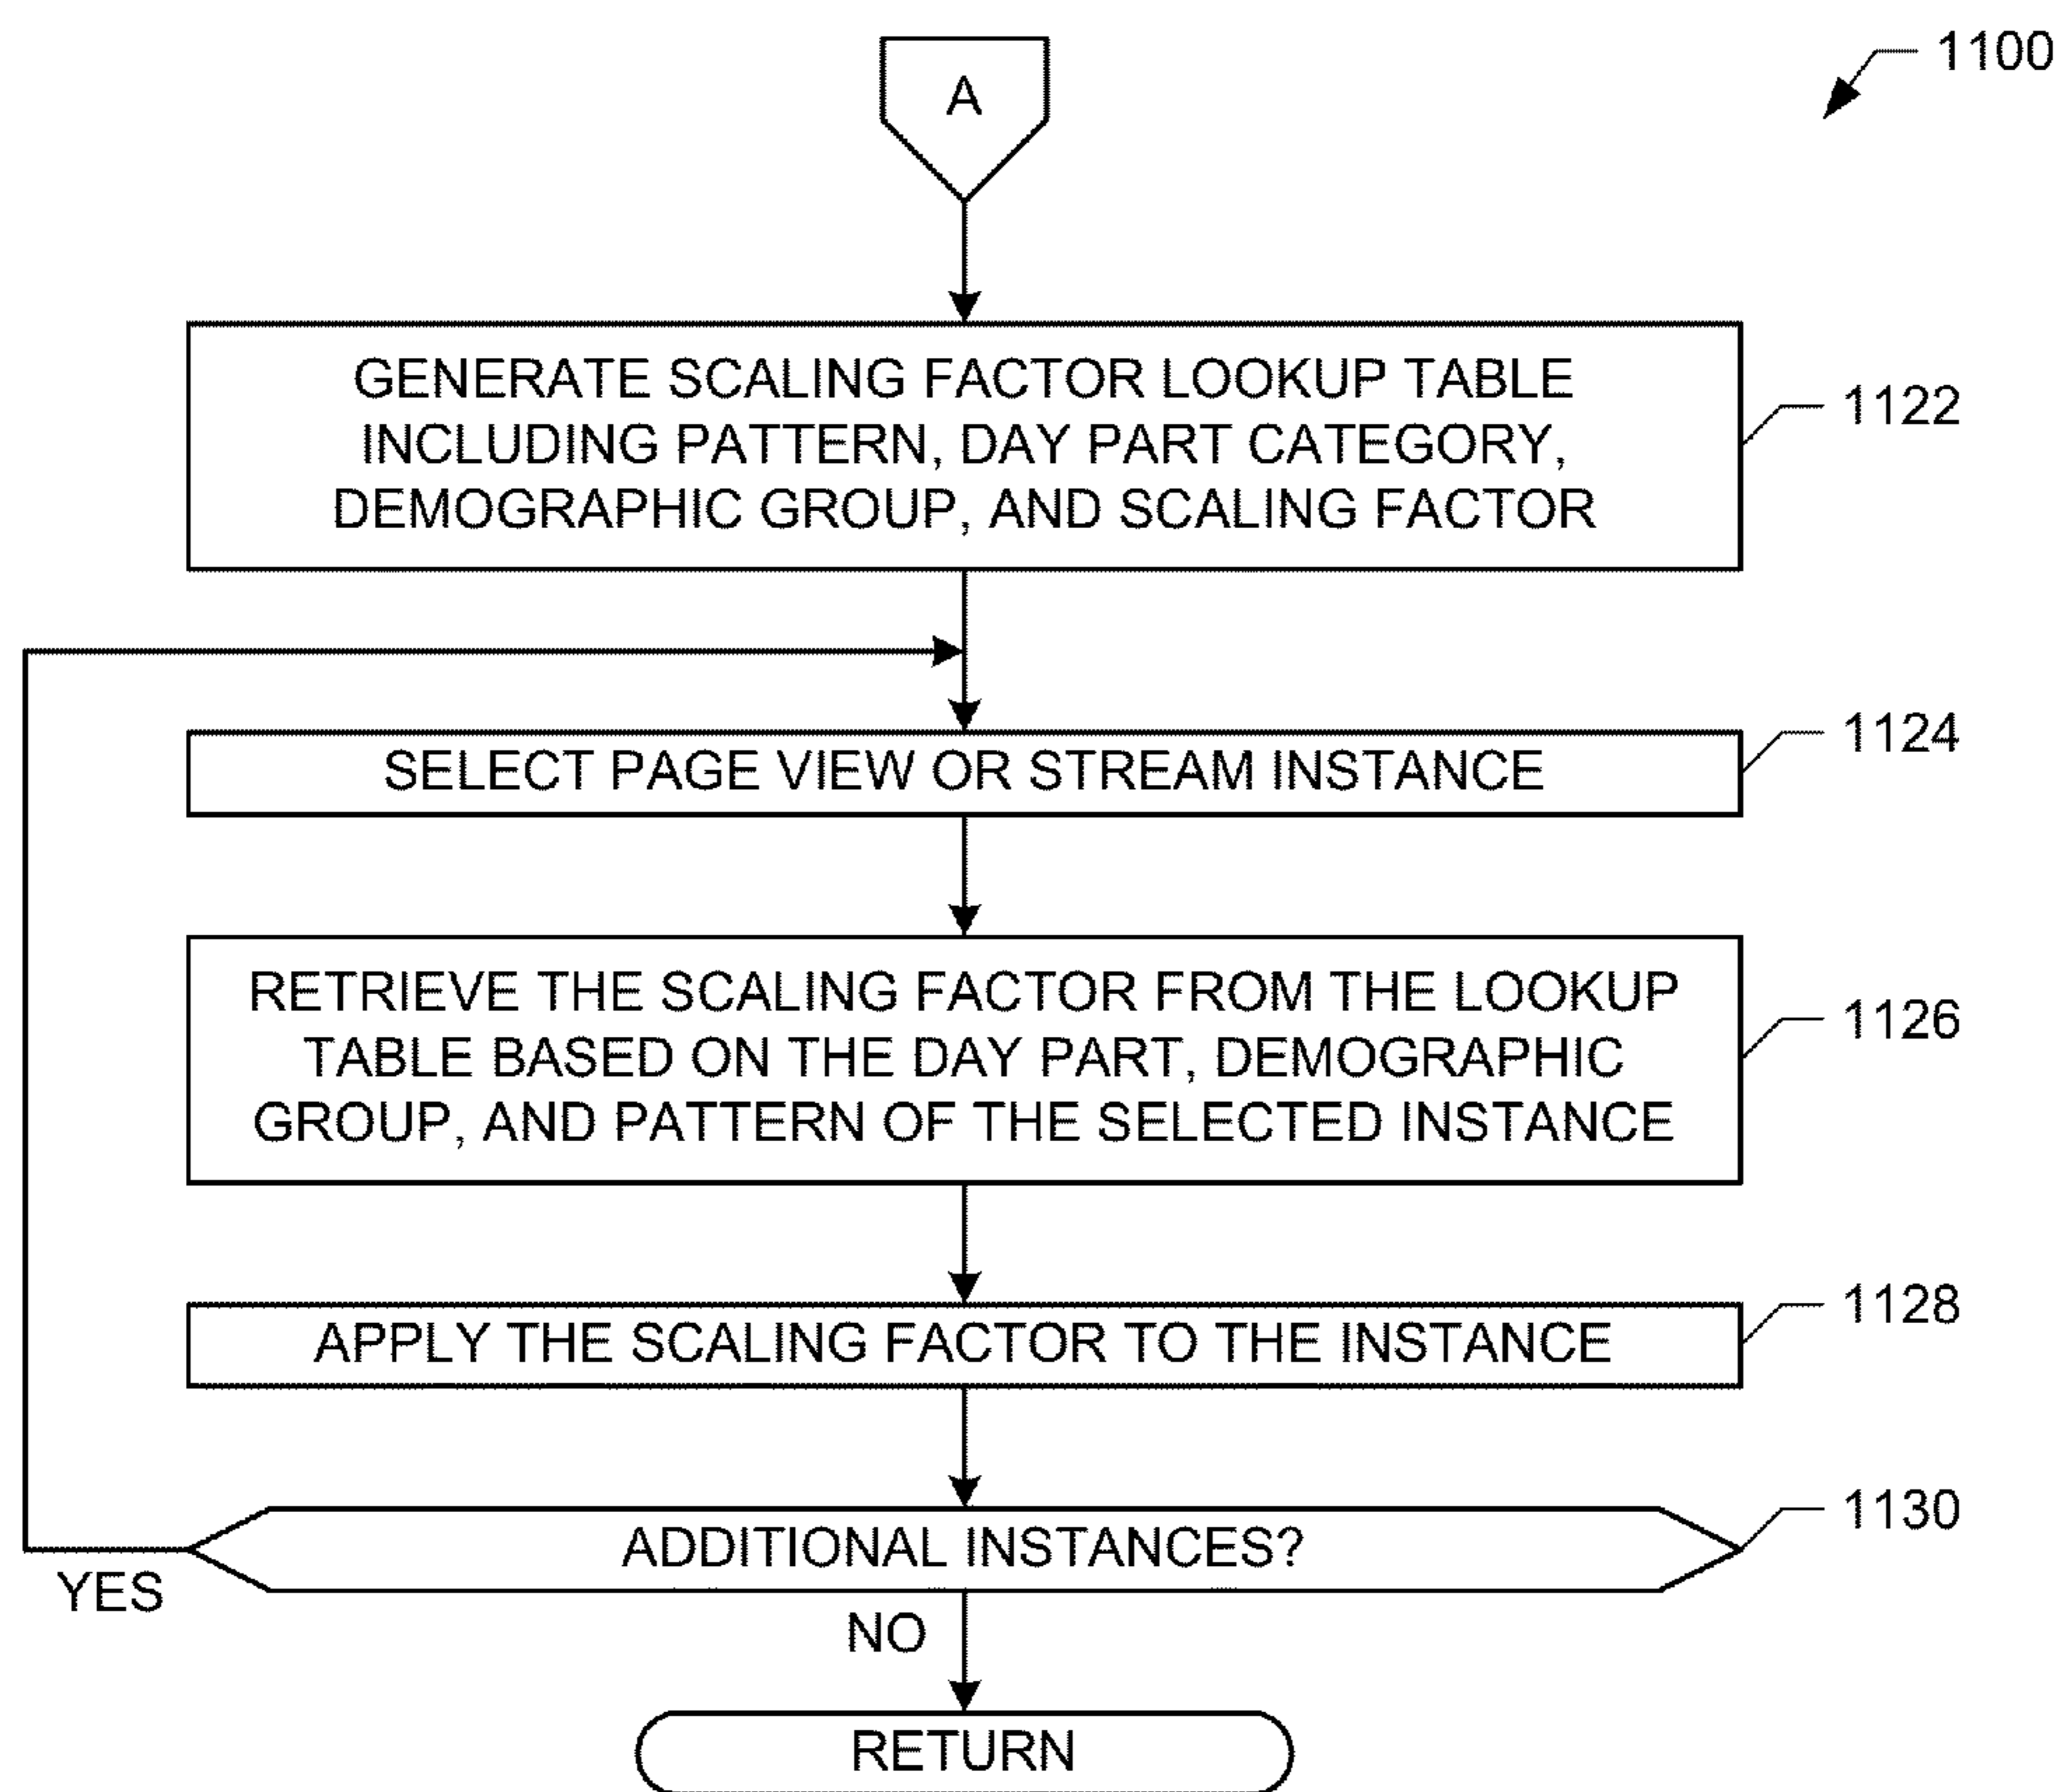 A
1100
GENERATE SCALING FACTOR LOOKUP TABLE
INCLUDING PATTERN, DAY PART CATEGORY,
DEMOGRAPHIC GROUP, AND SCALING FACTOR
1122
SELECT PAGE VIEW OR STREAM INSTANCE
1124
RETRIEVE THE SCALING FACTOR FROM THE LOOKUP
TABLE BASED ON THE DAY PART, DEMOGRAPHIC
GROUP, AND PATTERN OF THE SELECTED INSTANCE
1126
APPLY THE SCALING FACTOR TO THE INSTANCE
1128
ADDITIONAL INSTANCES?
1130
YES
NO
RETURN